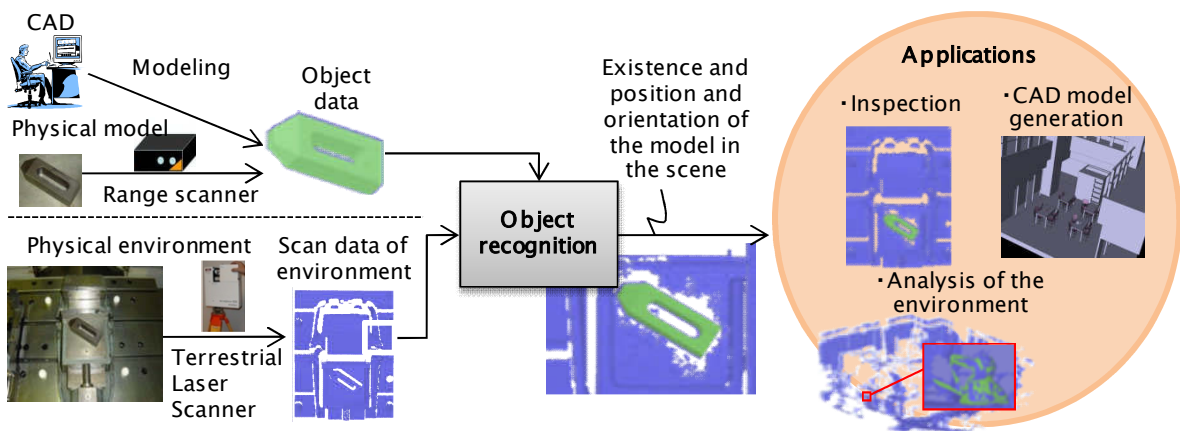 CAD
Modeling
Object
data
Physical model
Range scanner
Physical environment
Scan data of
environment
Terrestrial
Laser
Scanner
Object
recognition
Existence and
position and
orientation of
the model in
the scene
Applications
・Inspection
・CAD model
generation
・Analysis of the
environment